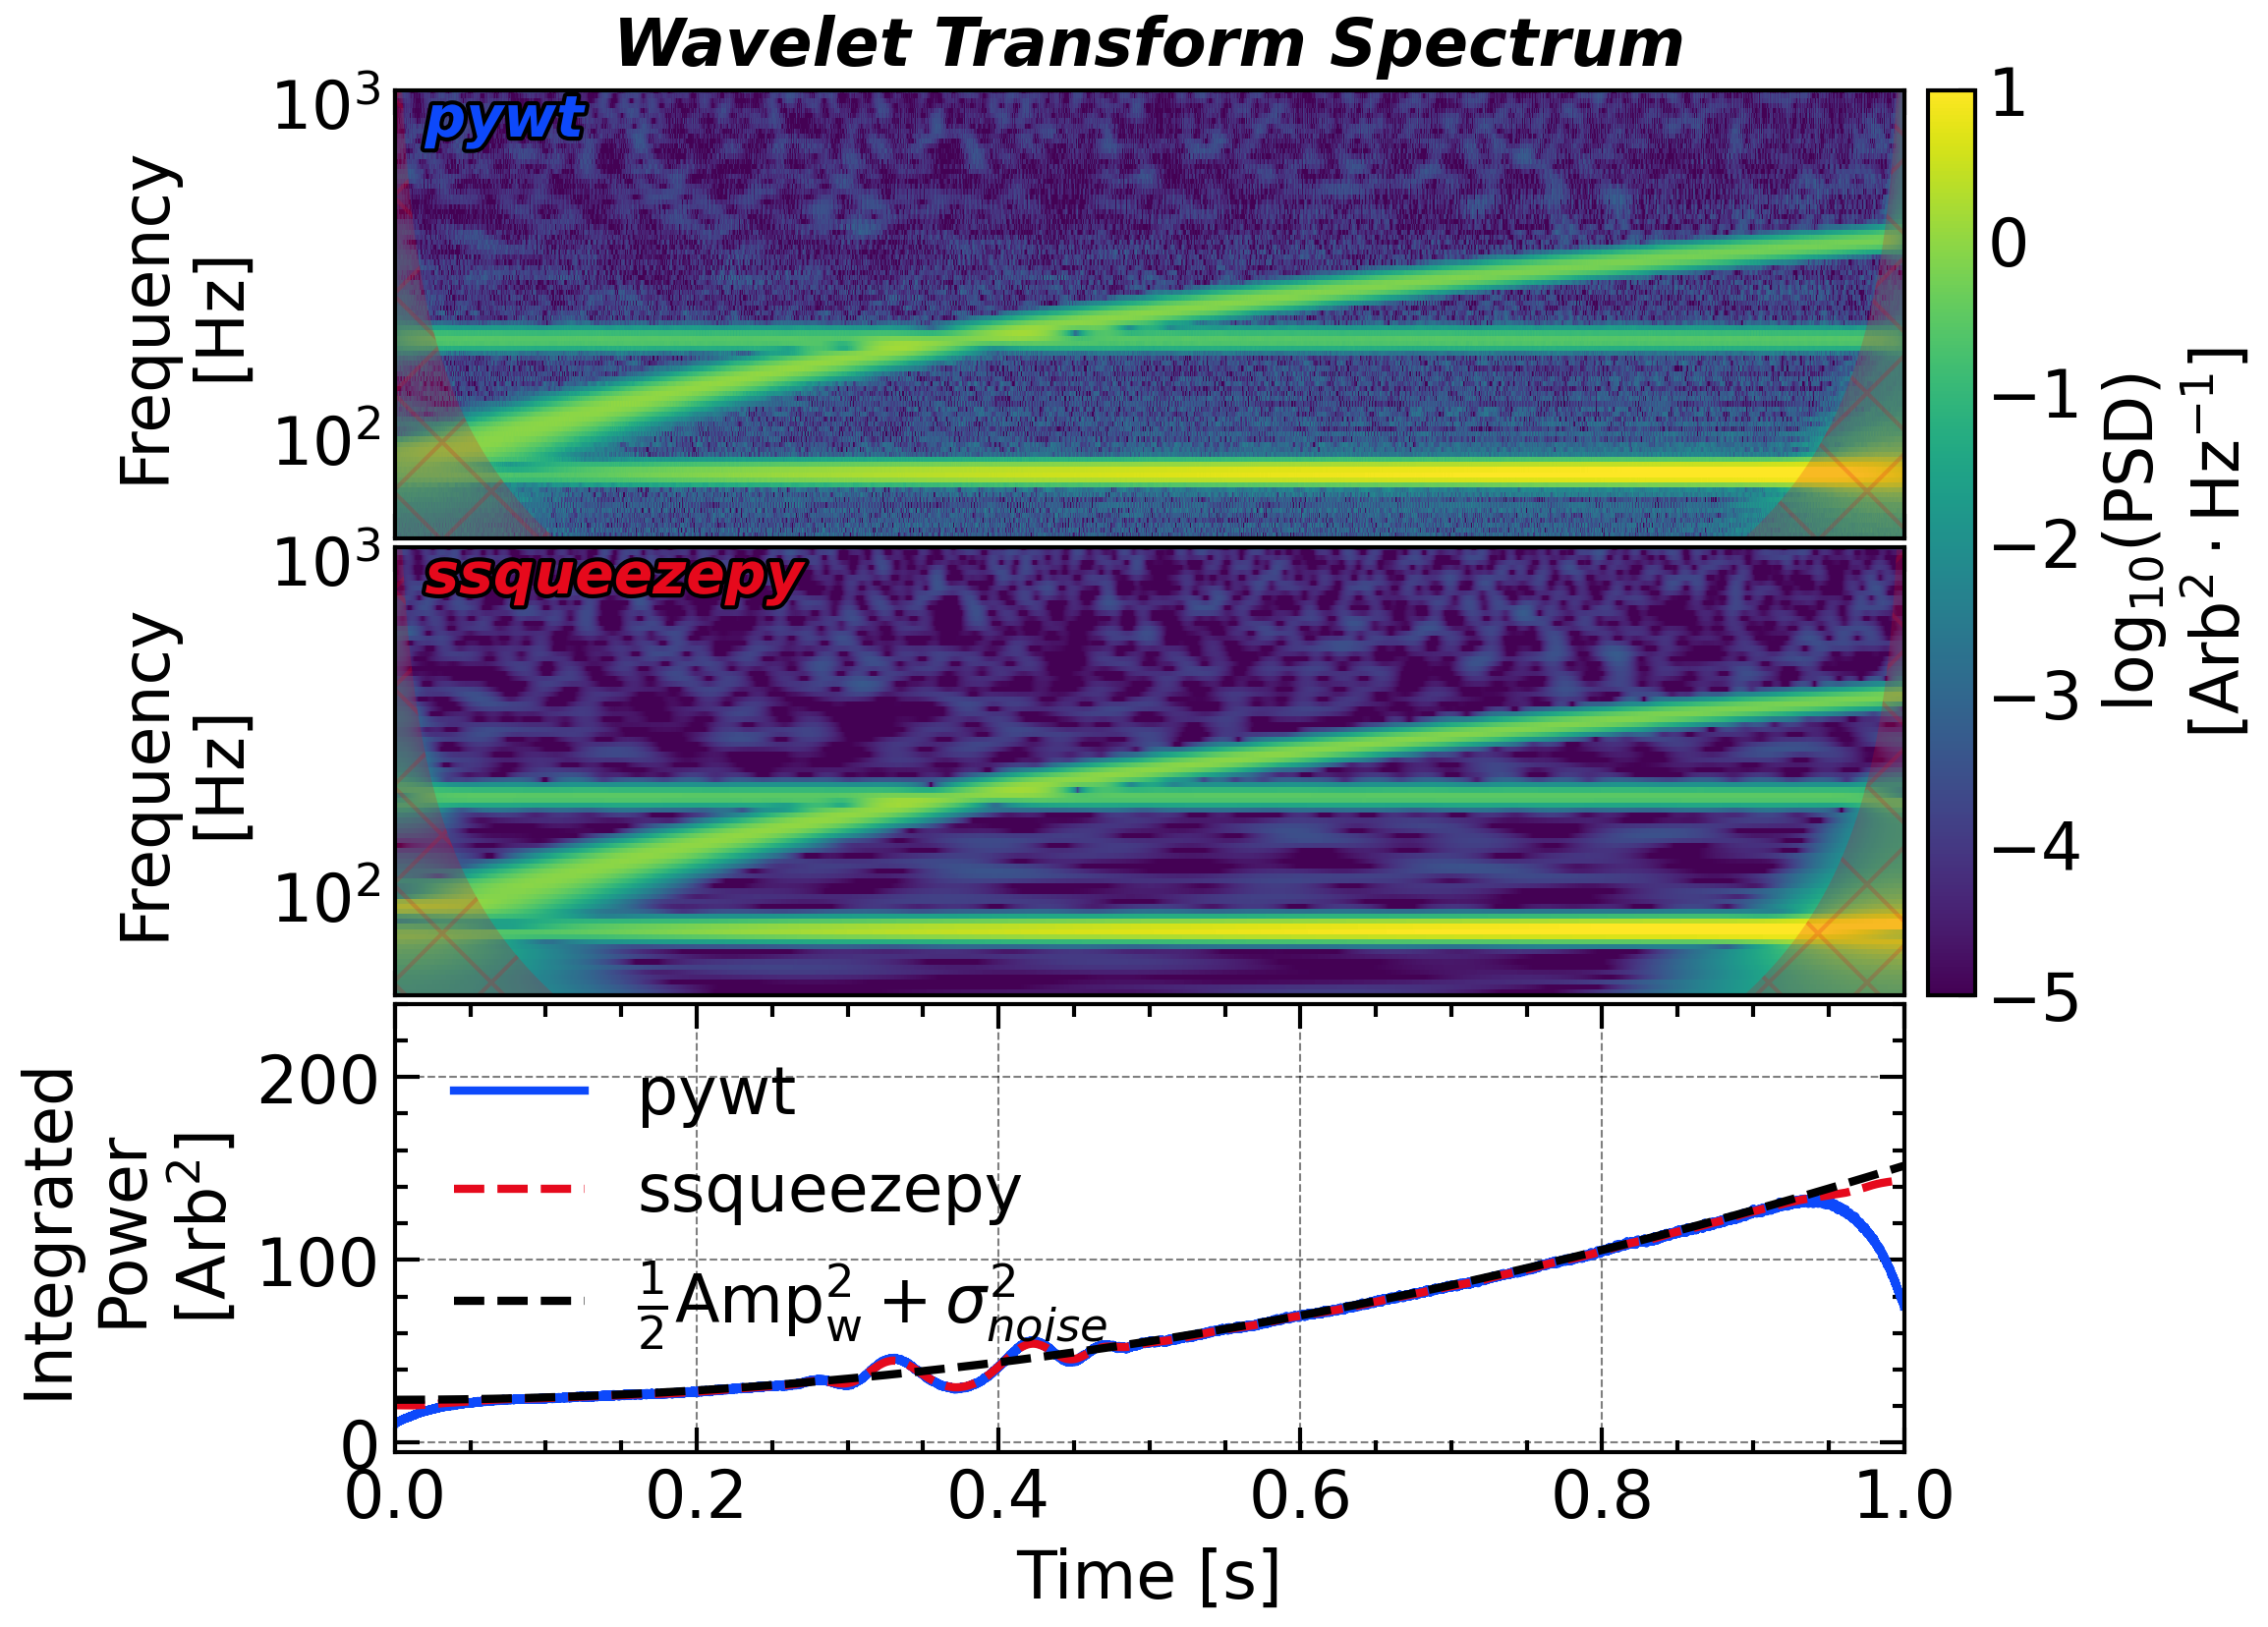 Wavelet Transform Spectrum
pywt
10³
10²
Frequency
[Hz]
ssqueezepy
10³
10²
Frequency
[Hz]
1
0
−1
−2
−3
−4
−5
log₁₀(PSD)
[Arb² · Hz⁻¹]
200
100
0
Integrated
Power
[Arb²]
pywt
ssqueezepy
½Amp²_w + σ²_noise
0.0 0.2 0.4 0.6 0.8 1.0
Time [s]